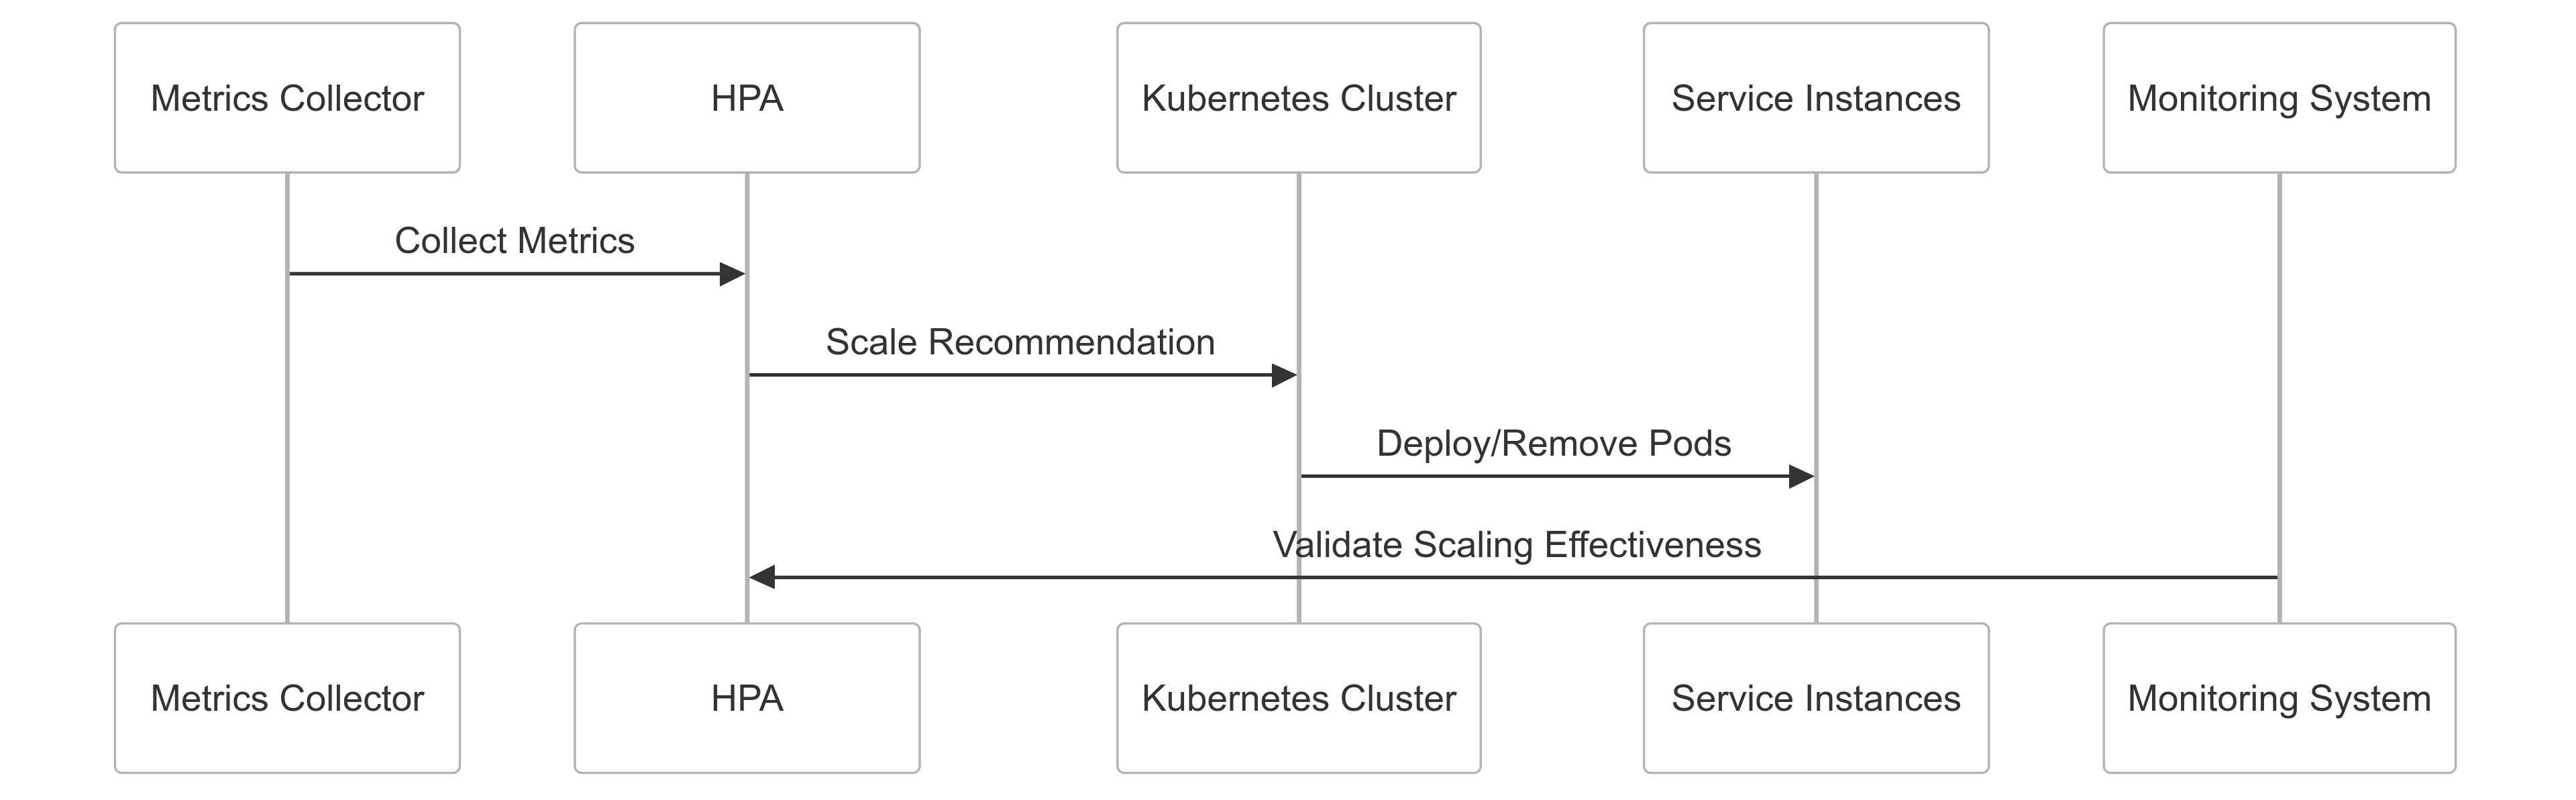 Metrics Collector
HPA
Kubernetes Cluster
Service Instances
Monitoring System
Collect Metrics
Scale Recommendation
Deploy/Remove Pods
Validate Scaling Effectiveness
Metrics Collector
HPA
Kubernetes Cluster
Service Instances
Monitoring System